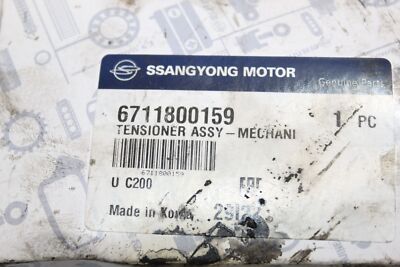 SSANGYONG MOTOR
Genuine Parts
6711800159 1 PC
TENSIONER ASSY-MECHANI
6711800159
U C200
Made in Korea